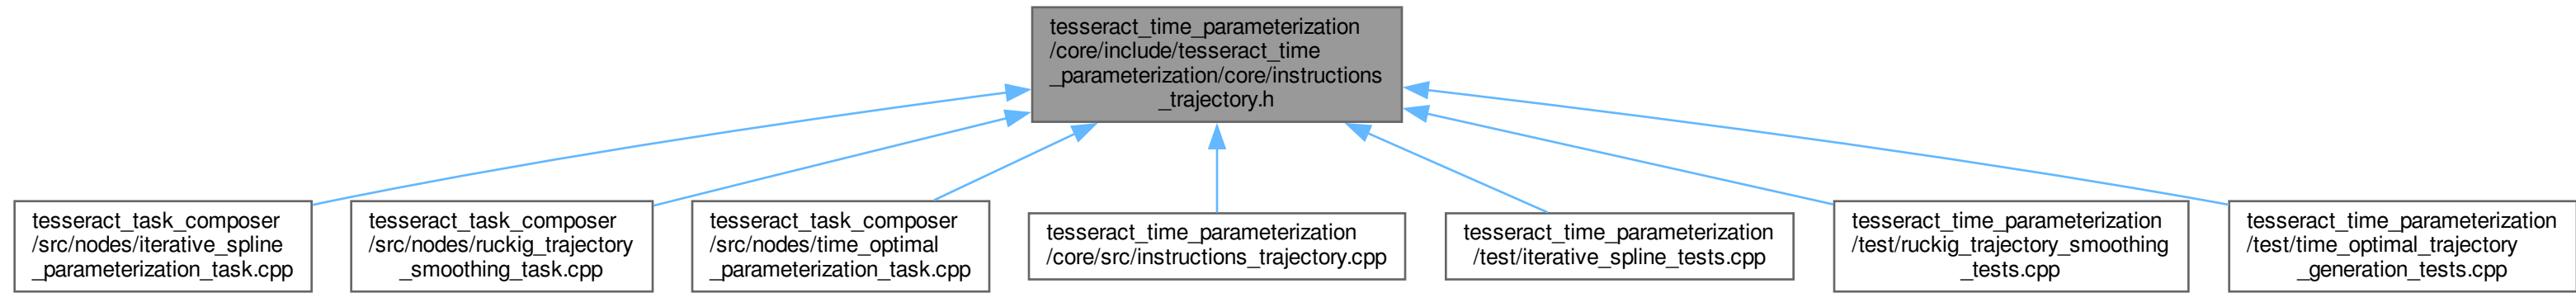 tesseract_time_parameterization
/core/include/tesseract_time
_parameterization/core/instructions
_trajectory.h
tesseract_task_composer
/src/nodes/iterative_spline
_parameterization_task.cpp
tesseract_task_composer
/src/nodes/ruckig_trajectory
_smoothing_task.cpp
tesseract_task_composer
/src/nodes/time_optimal
_parameterization_task.cpp
tesseract_time_parameterization
/core/src/instructions_trajectory.cpp
tesseract_time_parameterization
/test/iterative_spline_tests.cpp
tesseract_time_parameterization
/test/ruckig_trajectory_smoothing
_tests.cpp
tesseract_time_parameterization
/test/time_optimal_trajectory
_generation_tests.cpp